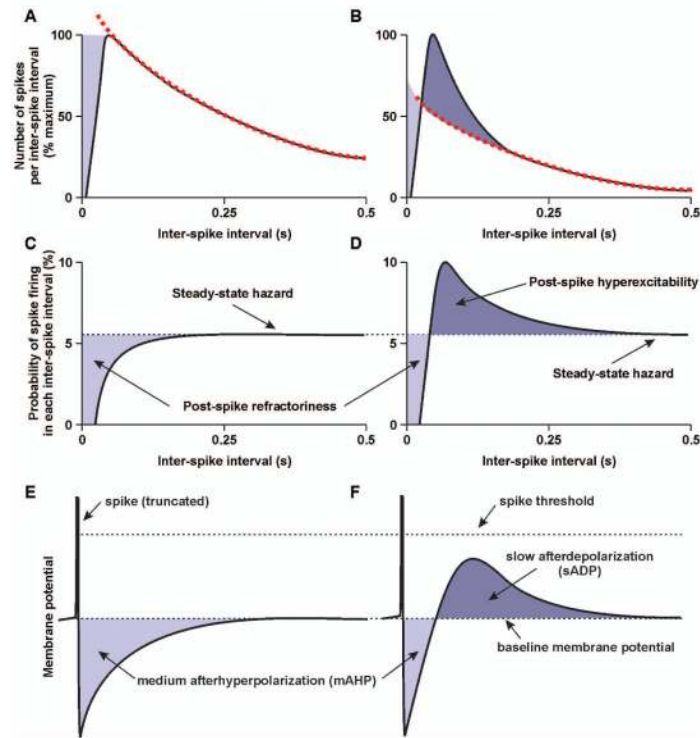 A
B
Number of spikes
per inter-spike interval
(% maximum)
100
50
0
0
0.25
0.5
Inter-spike interval (s)
100
50
0
0
0.25
0.5
Inter-spike interval (s)
C
D
Probability of spike firing
in each inter-spike interval (%)
10
5
0
Steady-state hazard
Post-spike refractoriness
0
0.25
0.5
Inter-spike interval (s)
10
5
0
Post-spike hyperexcitability
Steady-state hazard
0
0.25
0.5
Inter-spike interval (s)
E
F
Membrane potential
spike (truncated)
medium afterhyperpolarization (mAHP)
spike threshold
slow afterdepolarization
(sADP)
baseline membrane potential